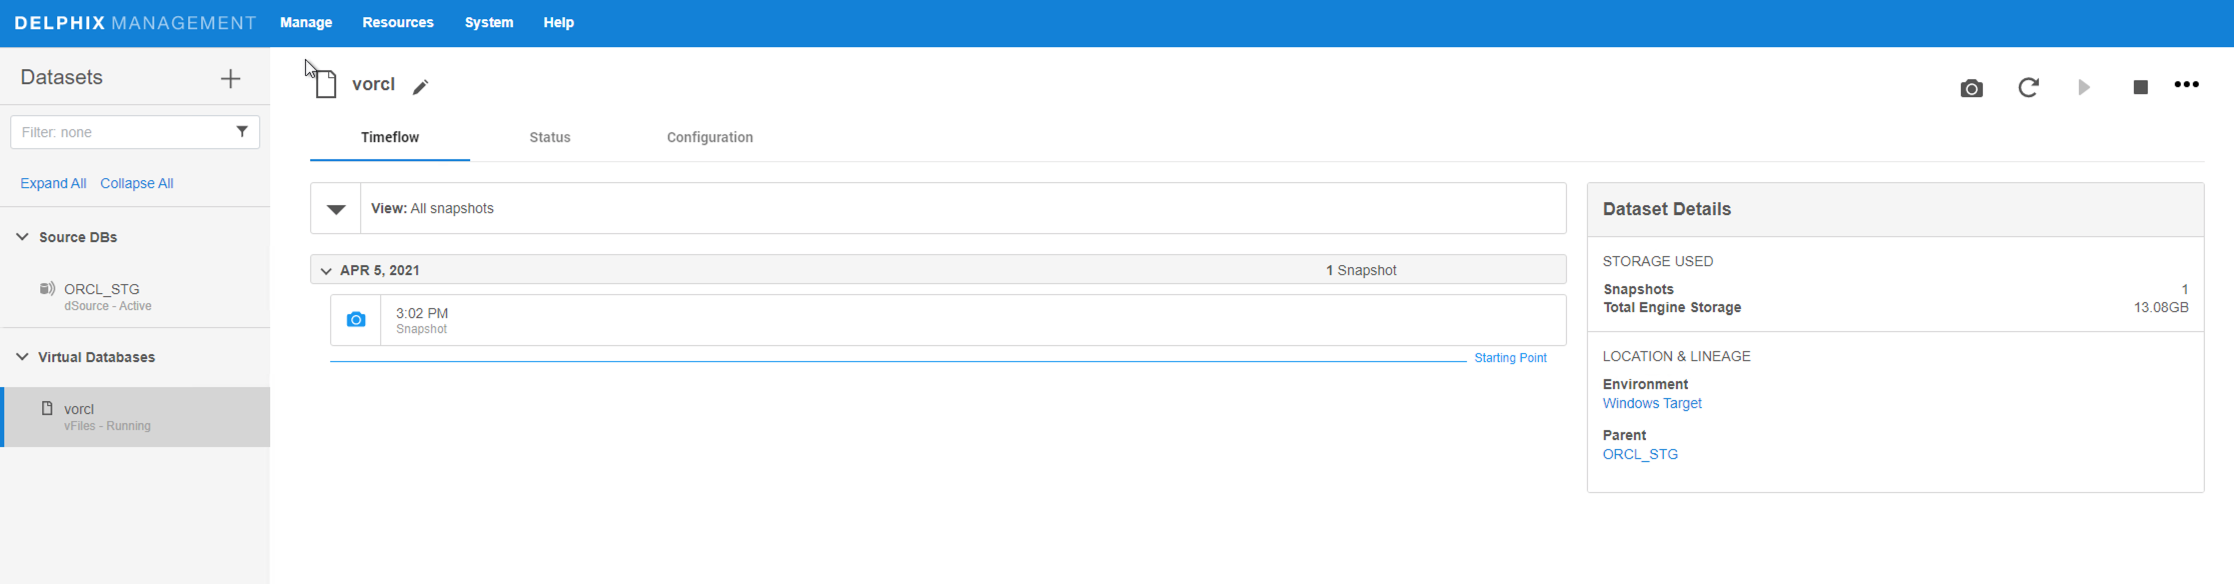 DELPHIX MANAGEMENT Manage Resources System Help
Datasets
Filter: none
Expand All Collapse All
Source DBs
ORCL_STG
dSource - Active
Virtual Databases
vorcl
vFiles - Running
vorcl
Timeflow Status Configuration
View: All snapshots
APR 5, 2021 1 Snapshot
3:02 PM
Snapshot
Starting Point
Dataset Details
STORAGE USED
Snapshots 1
Total Engine Storage 13.08GB
LOCATION & LINEAGE
Environment
Windows Target
Parent
ORCL_STG